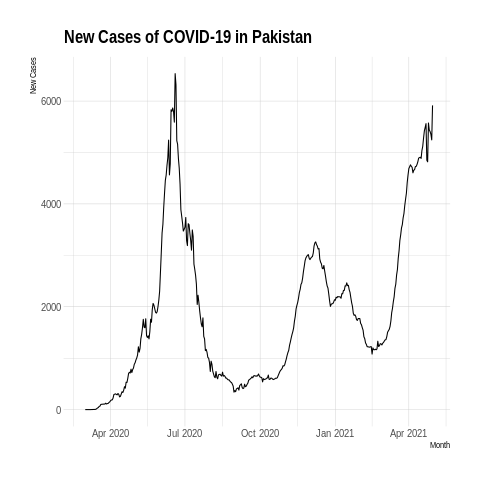 New Cases of COVID-19 in Pakistan
New Cases
6000
4000
2000
0
Apr 2020 Jul 2020 Oct 2020 Jan 2021 Apr 2021
Month